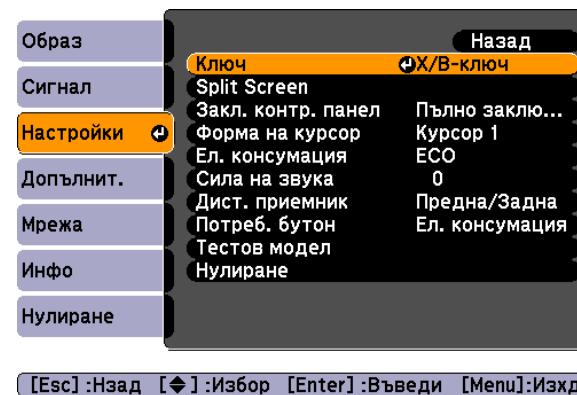 Образ
Сигнал
Настройки
Допълнит.
Мрежа
Инфо
Нулиране
Назад
Ключ Х/В-ключ
Split Screen
Закл. контр. панел Пълно заклю...
Форма на курсор Курсор 1
Ел. консумация ECO
Сила на звука 0
Дист. приемник Предна/Задна
Потреб. бутон Ел. консумация
Тестов модел
Нулиране
[Esc] :Нзад [◆] :Избор [Enter] :Въведи [Menu]:Изхд